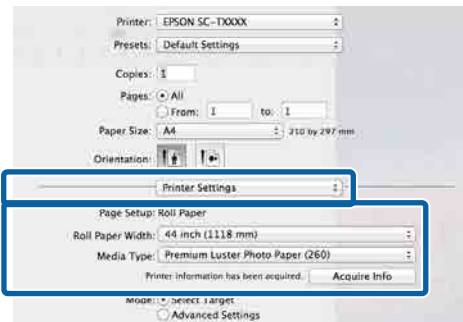 Printer: EPSON SC-TXXXX
Presets: Default Settings
Copies: 1
Pages: All
From: 1 to: 1
Paper Size: A4 210 by 297 mm
Orientation:
Printer Settings
Page Setup: Roll Paper
Roll Paper Width: 44 inch (1118 mm)
Media Type: Premium Luster Photo Paper (260)
Printer information has been acquired. Acquire Info
Mode: Select Target
Advanced Settings